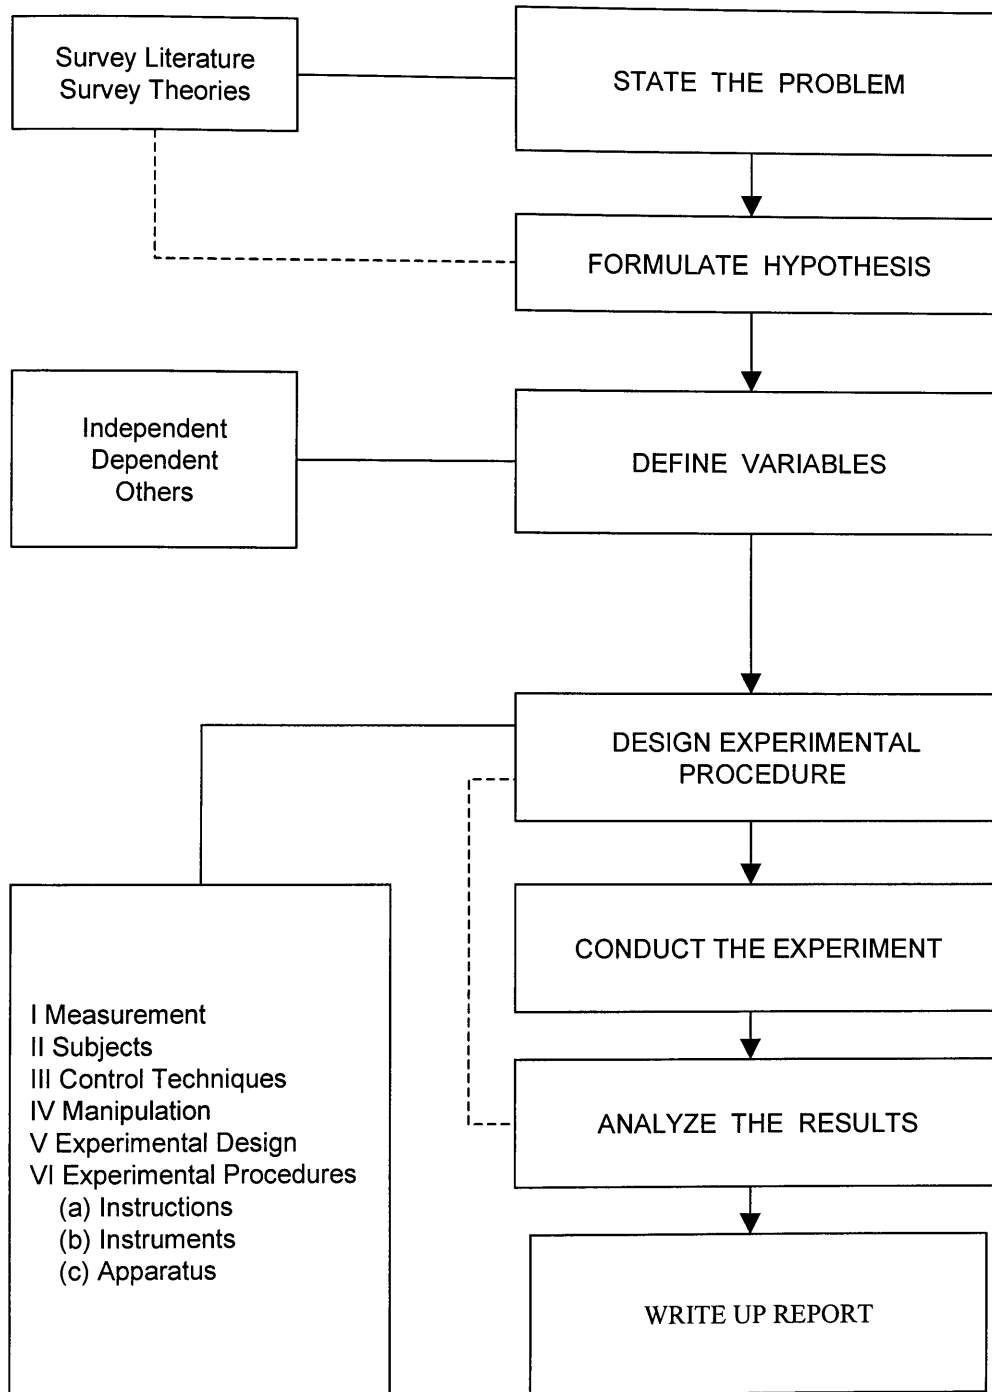 Survey Literature
Survey Theories
STATE THE PROBLEM
FORMULATE HYPOTHESIS
Independent
Dependent
Others
DEFINE VARIABLES
DESIGN EXPERIMENTAL
PROCEDURE
CONDUCT THE EXPERIMENT
I Measurement
II Subjects
III Control Techniques
IV Manipulation
V Experimental Design
VI Experimental Procedures
(a) Instructions
(b) Instruments
(c) Apparatus
ANALYZE THE RESULTS
WRITE UP REPORT